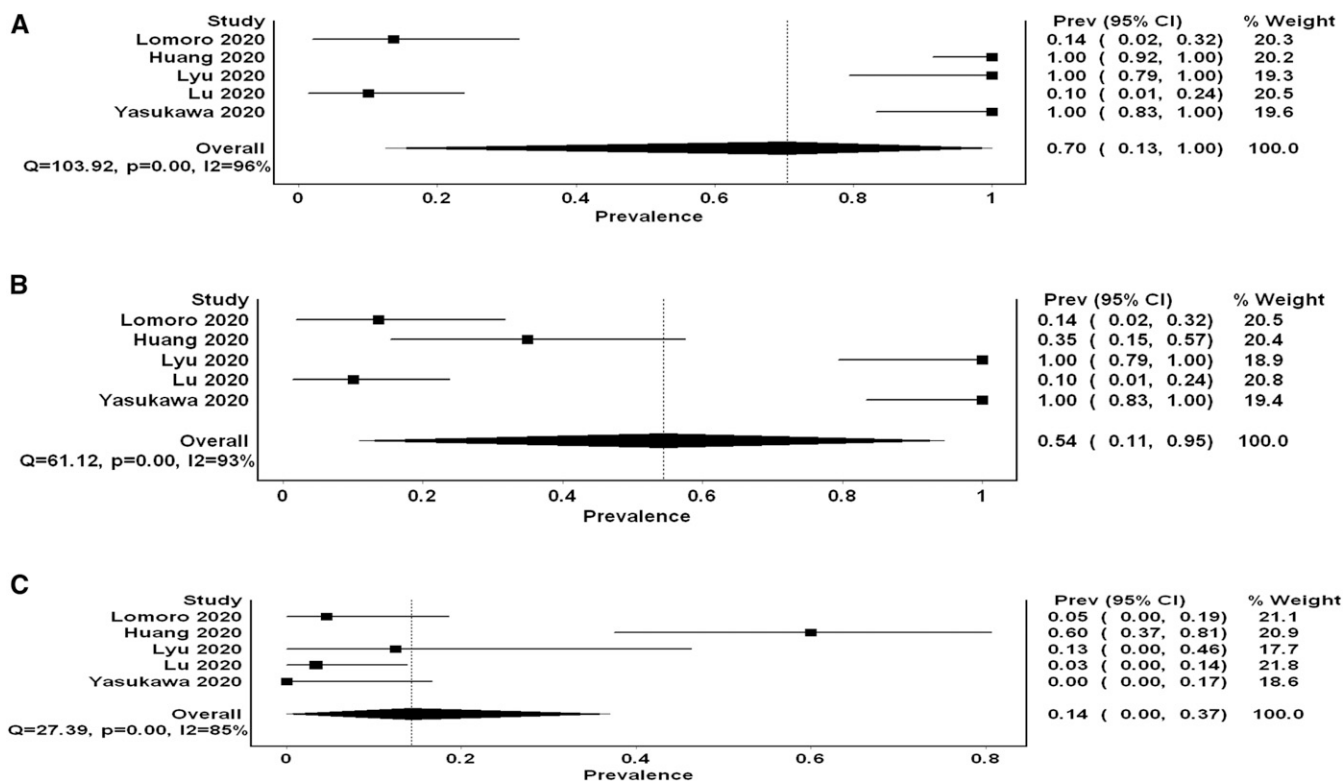 A
Study Prev (95% CI) % Weight
Lomoro 2020 0.14 ( 0.02, 0.32) 20.3
Huang 2020 1.00 ( 0.92, 1.00) 20.2
Lyu 2020 1.00 ( 0.79, 1.00) 19.3
Lu 2020 0.10 ( 0.01, 0.24) 20.5
Yasukawa 2020 1.00 ( 0.83, 1.00) 19.6
Overall 0.70 ( 0.13, 1.00) 100.0
Q=103.92, p=0.00, I2=96%
0 0.2 0.4 0.6 0.8 1
Prevalence
B
Study Prev (95% CI) % Weight
Lomoro 2020 0.14 ( 0.02, 0.32) 20.5
Huang 2020 0.35 ( 0.15, 0.57) 20.4
Lyu 2020 1.00 ( 0.79, 1.00) 18.9
Lu 2020 0.10 ( 0.01, 0.24) 20.8
Yasukawa 2020 1.00 ( 0.83, 1.00) 19.4
Overall 0.54 ( 0.11, 0.95) 100.0
Q=61.12, p=0.00, I2=93%
0 0.2 0.4 0.6 0.8 1
Prevalence
C
Study Prev (95% CI) % Weight
Lomoro 2020 0.05 ( 0.00, 0.19) 21.1
Huang 2020 0.60 ( 0.37, 0.81) 20.9
Lyu 2020 0.13 ( 0.00, 0.46) 17.7
Lu 2020 0.03 ( 0.00, 0.14) 21.8
Yasukawa 2020 0.00 ( 0.00, 0.17) 18.6
Overall 0.14 ( 0.00, 0.37) 100.0
Q=27.39, p=0.00, I2=85%
0 0.2 0.4 0.6 0.8
Prevalence